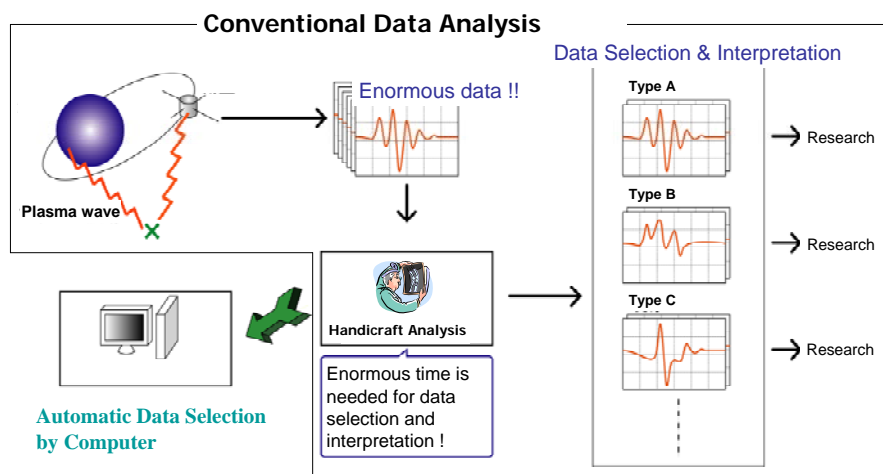 Conventional Data Analysis
Data Selection & Interpretation
Enormous data !!
Plasma wave
Type A
Research
Type B
Research
Type C
Research
Handicraft Analysis
Enormous time is
needed for data
selection and
interpretation !
Automatic Data Selection
by Computer